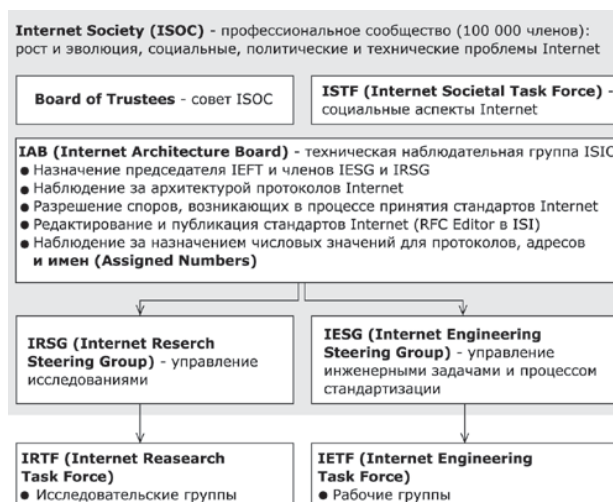 Internet Society (ISOC) - профессиональное сообщество (100 000 членов):
рост и эволюция, социальные, политические и технические проблемы Internet
Board of Trustees - совет ISOC
ISTF (Internet Societal Task Force) -
социальные аспекты Internet
IAB (Internet Architecture Board) - техническая наблюдательная группа ISIC
● Назначение председателя IEFT и членов IESG и IRSG
● Наблюдение за архитектурой протоколов Internet
● Разрешение споров, возникающих в процессе принятия стандартов Internet
● Редактирование и публикация стандартов Internet (RFC Editor в ISI)
● Наблюдение за назначением числовых значений для протоколов, адресов
и имен (Assigned Numbers)
IRSG (Internet Reserch
Steering Group) - управление
исследованиями
IESG (Internet Engineering
Steering Group) - управление
инженерными задачами и процессом
стандартизации
IRTF (Internet Reasearch
Task Force)
● Исследовательские группы
IETF (Internet Engineering
Task Force)
● Рабочие группы